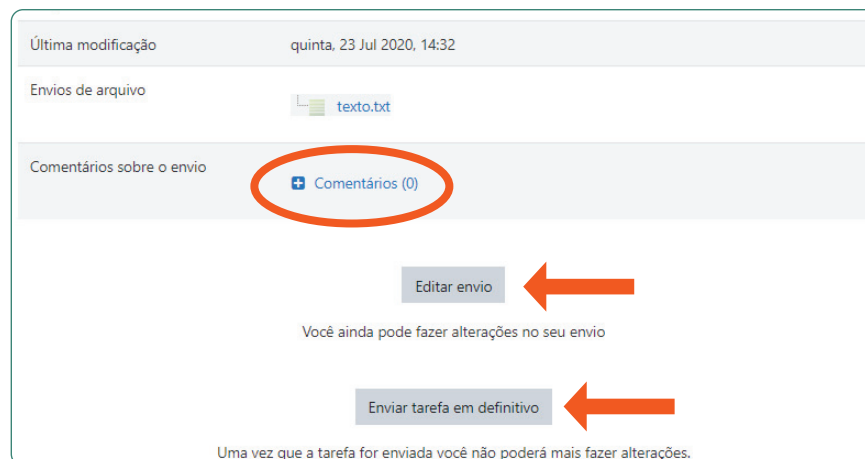 Última modificação quinta, 23 Jul 2020, 14:32
Envios de arquivo
texto.txt
Comentários sobre o envio
Comentários (0)
Editar envio
Você ainda pode fazer alterações no seu envio
Enviar tarefa em definitivo
Uma vez que a tarefa for enviada você não poderá mais fazer alterações.